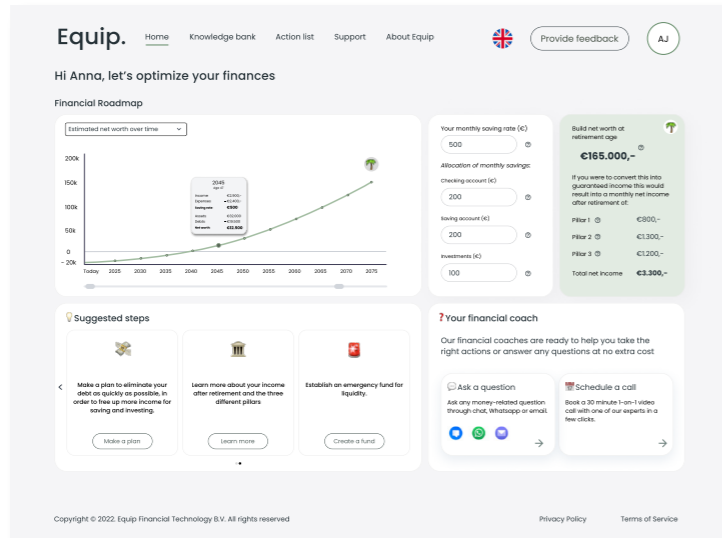 Equip.
Home
Knowledge bank
Action list
Support
About Equip
Provide feedback
AJ
Hi Anna, let's optimize your finances
Financial Roadmap
Estimated net worth over time
200k
150k
100k
50k
0
– 20k
Today 2025 2030 2035 2040 2045 2050 2055 2060 2065 2070 2075
2045
Income
Expenses
Saving rate €500
Assets
Debts
Net worth
Your monthly saving rate (€)
500
Allocation of monthly savings:
Checking account (€)
200
Saving account (€)
200
Investments (€)
100
Build net worth at
retirement age
€165.000,-
If you were to convert this into
guaranteed income this would
result into a monthly net income
after retirement of:
Pillar 1 €800,-
Pillar 2 €1.300,-
Pillar 3 €1.200,-
Total net income €3.300,-
Suggested steps
Make a plan to eliminate your
debt as quickly as possible, in
order to free up more income for
saving and investing.
Make a plan
Learn more about your income
after retirement and the three
different pillars
Learn more
Establish an emergency fund for
liquidity.
Create a fund
?Your financial coach
Our financial coaches are ready to help you take the
right actions or answer any questions at no extra cost
Ask a question
Ask any money-related question
through chat, Whatsapp or email.
Schedule a call
Book a 30 minute 1-on-1 video
call with one of our experts in a
few clicks.
Copyright © 2022. Equip Financial Technology B.V. All rights reserved
Privacy Policy
Terms of Service